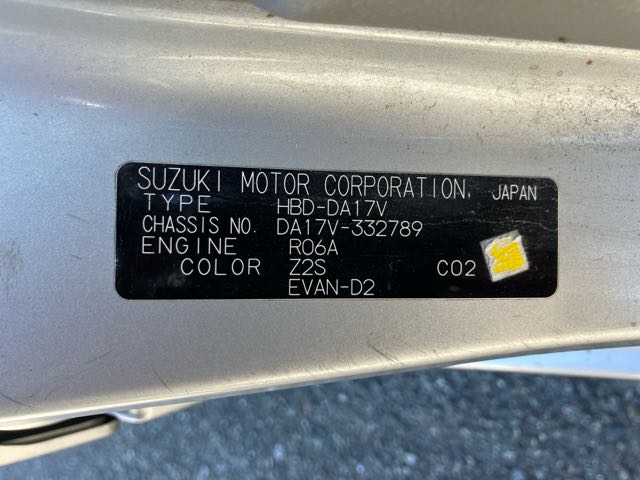 SUZUKI MOTOR CORPORATION, JAPAN
TYPE HBD-DA17V
CHASSIS NO. DA17V-332789
ENGINE R06A
COLOR Z2S C02
EVAN-D2